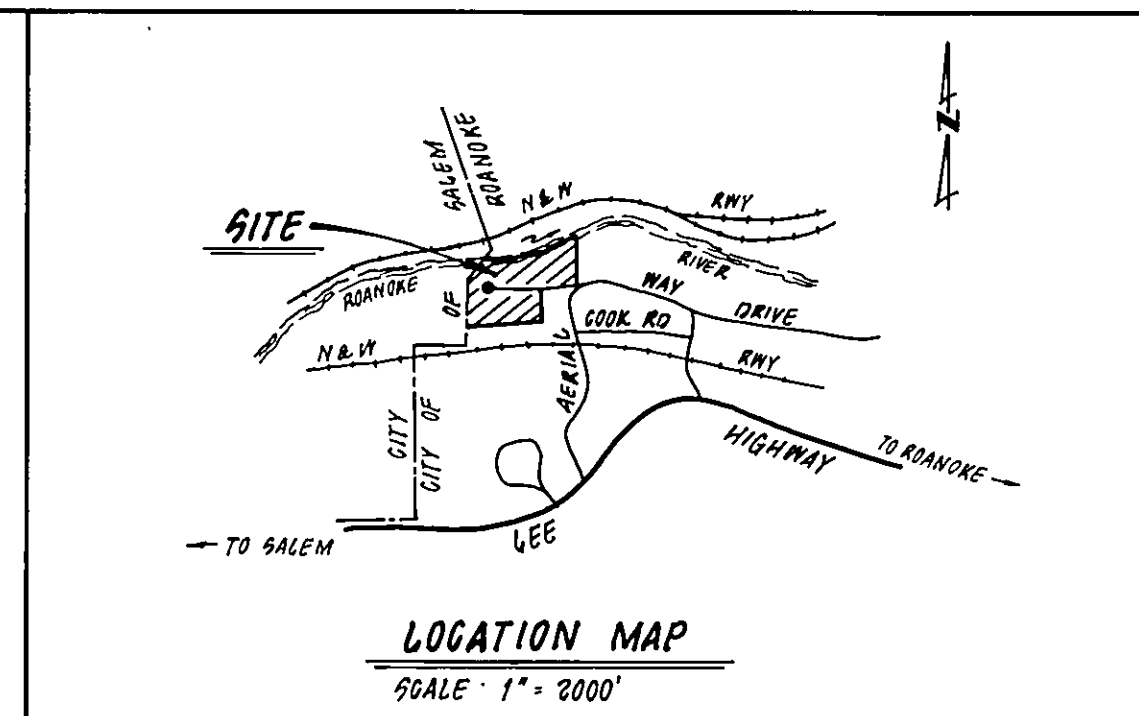 SALEM
ROANOKE
N & W
RWY
SITE
RIVER
ROANOKE
OF
WAY
DRIVE
COOK RD
N & W
AERIAL
RWY
CITY
CITY OF
HIGHWAY
TO ROANOKE →
LEE
← TO SALEM
N
LOCATION MAP
SCALE · 1" = 2000'